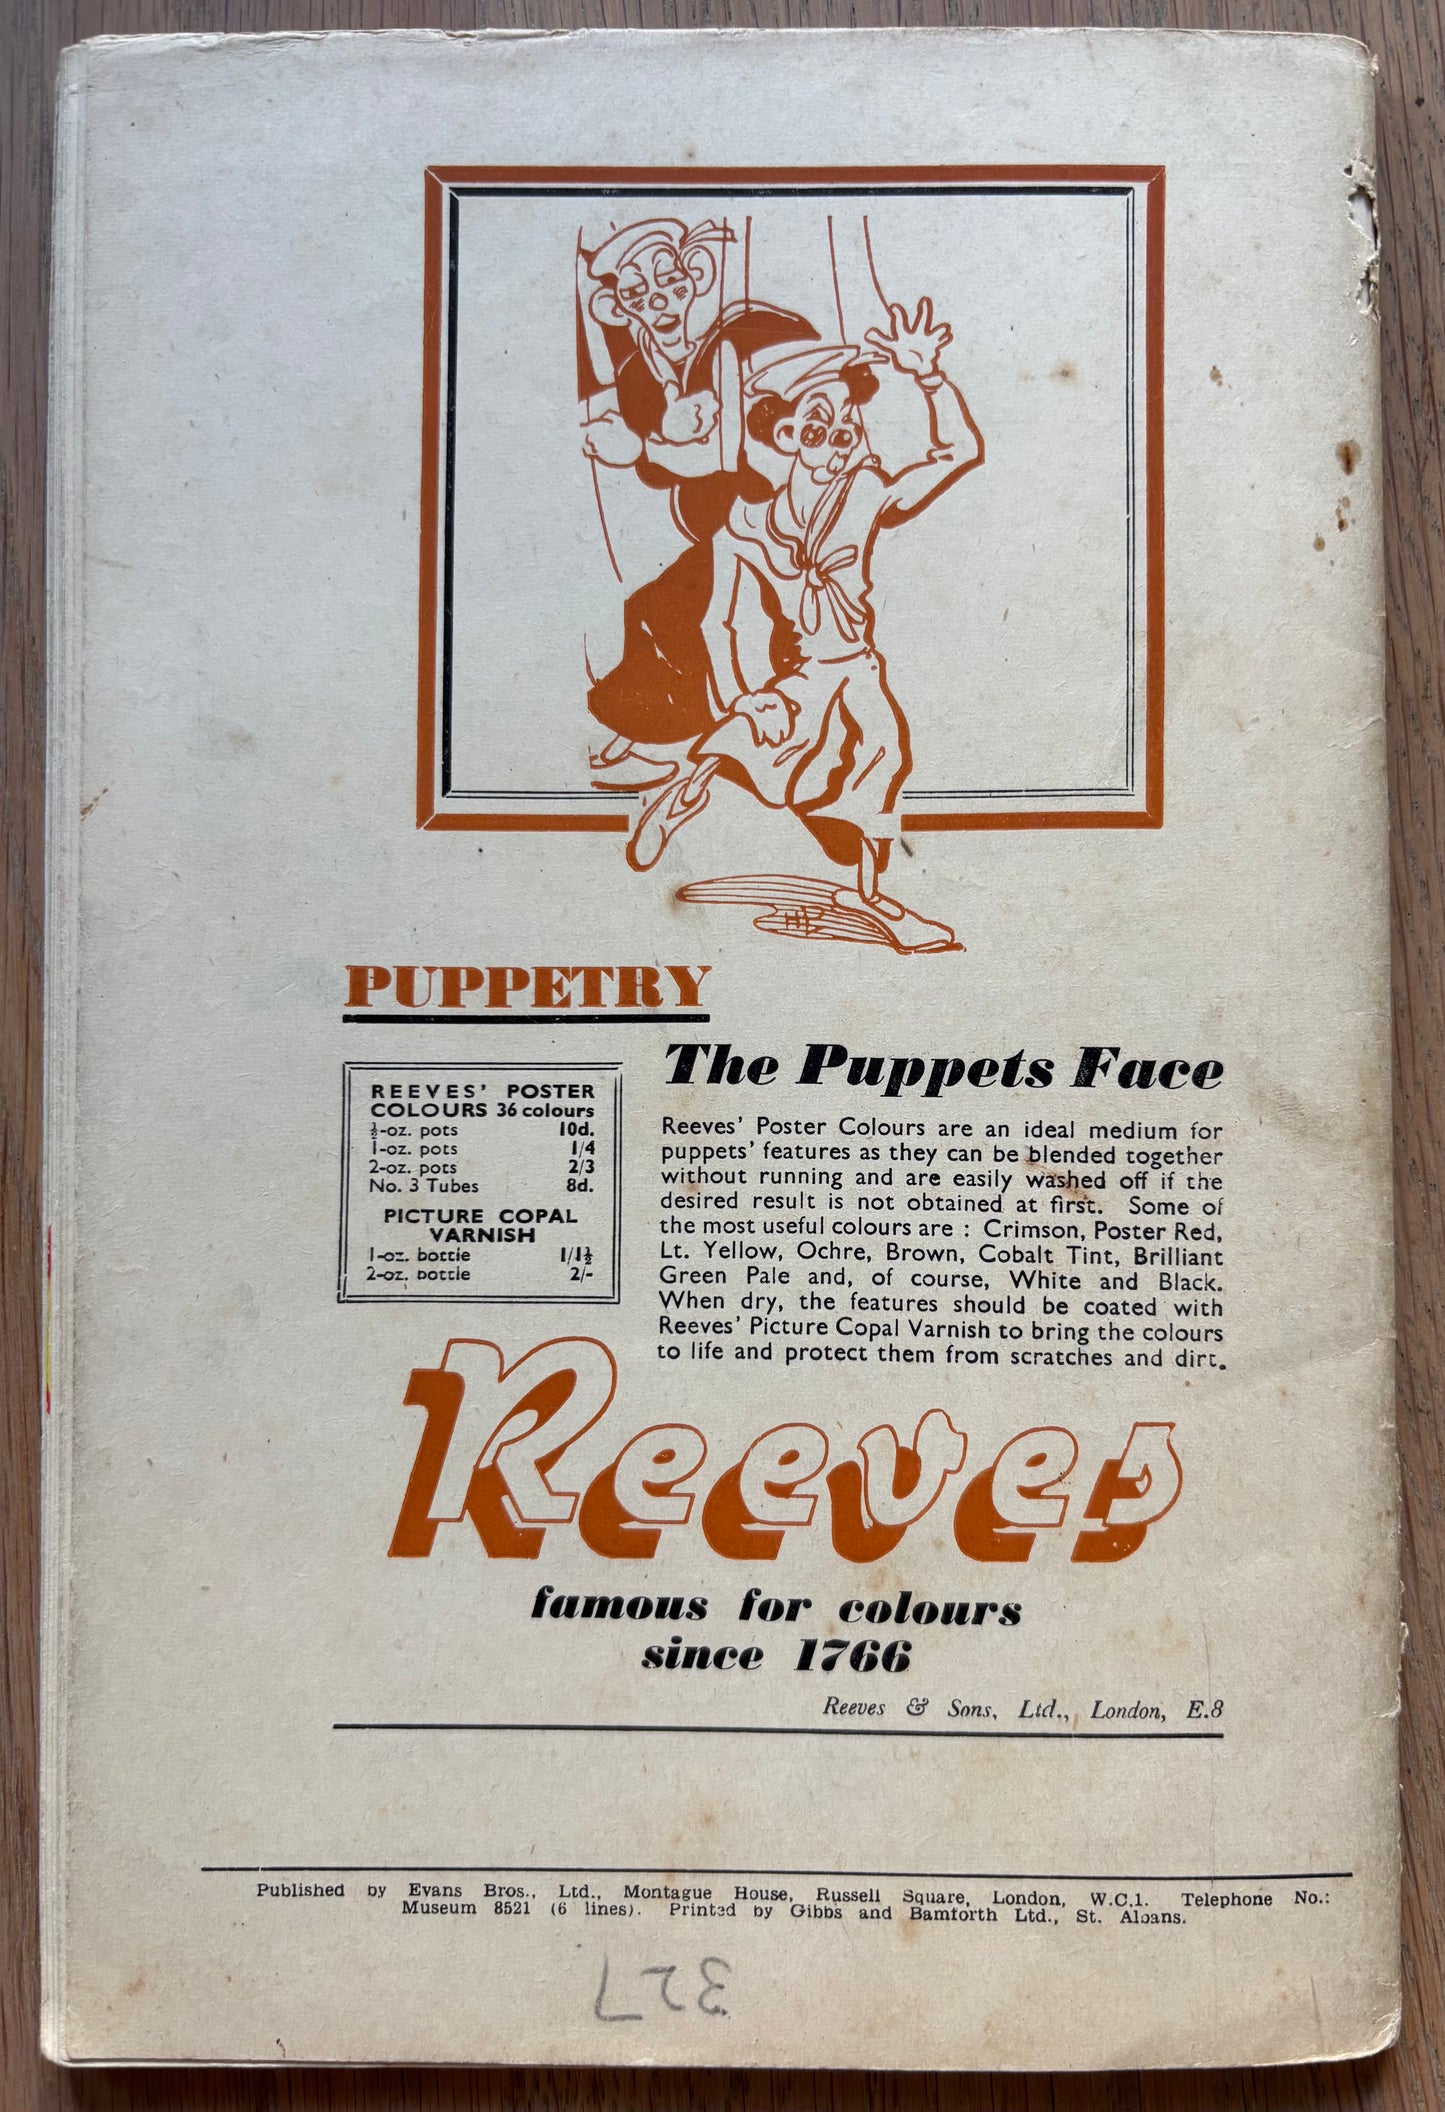 HB
PUPPETRY
REEVES' POSTER
COLOURS 36 colours
½-oz. pots 10d.
1-oz. pots 1/4
2-oz. pots 2/3
No. 3 Tubes 8d.
PICTURE COPAL
VARNISH
1-oz. bottle 1/1½
2-oz. bottle 2/-
The Puppets Face
Reeves' Poster Colours are an ideal medium for
puppets' features as they can be blended together
without running and are easily washed off if the
desired result is not obtained at first. Some of
the most useful colours are : Crimson, Poster Red,
Lt. Yellow, Ochre, Brown, Cobalt Tint, Brilliant
Green Pale and, of course, White and Black.
When dry, the features should be coated with
Reeves' Picture Copal Varnish to bring the colours
to life and protect them from scratches and dirt.
Reeves
famous for colours
since 1766
Reeves & Sons, Ltd., London, E.8
Published by Evans Bros., Ltd., Montague House, Russell Square, London, W.C.1. Telephone No.:
Museum 8521 (6 lines). Printed by Gibbs and Bamforth Ltd., St. Albans.
327